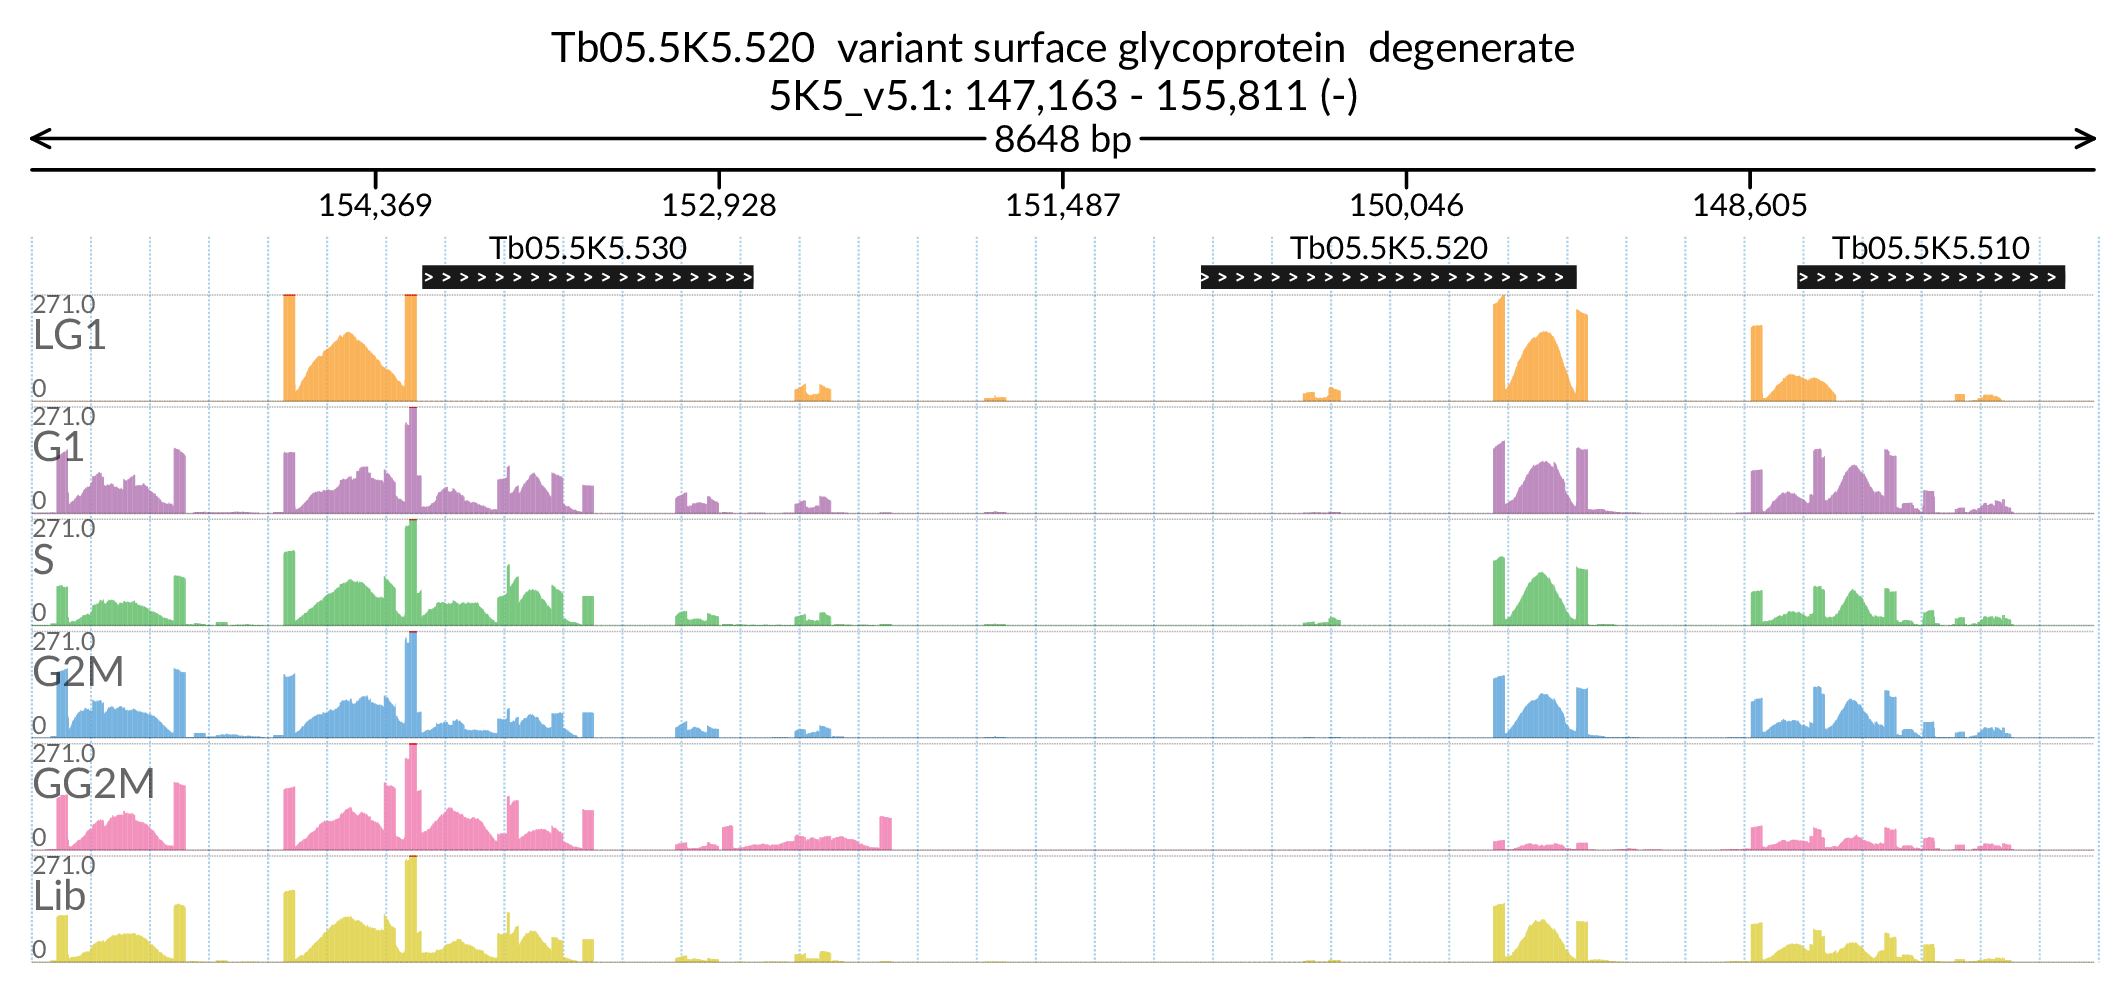 Tb05.5K5.520 variant surface glycoprotein degenerate
5K5_v5.1: 147,163 - 155,811 (-)
8648 bp
154,369 152,928 151,487 150,046 148,605
Tb05.5K5.530 Tb05.5K5.520 Tb05.5K5.510
271.0
LG1
0
271.0
G1
0
271.0
S
0
271.0
G2M
0
271.0
GG2M
0
271.0
Lib
0